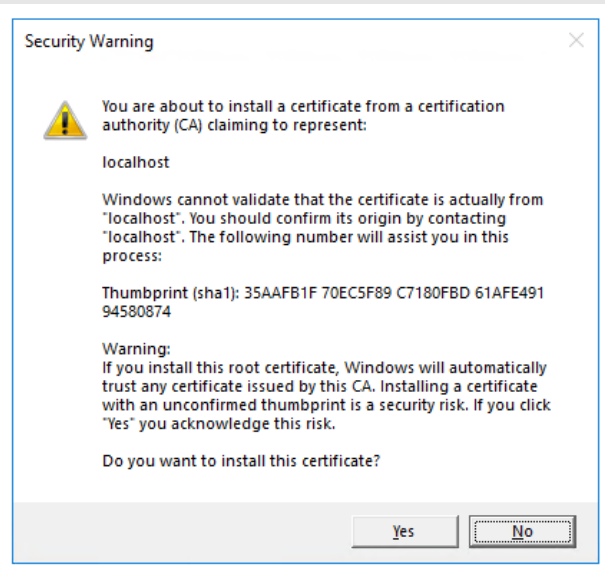 Security Warning
You are about to install a certificate from a certification
authority (CA) claiming to represent:
localhost
Windows cannot validate that the certificate is actually from
"localhost". You should confirm its origin by contacting
"localhost". The following number will assist you in this
process:
Thumbprint (sha1): 35AAFB1F 70EC5F89 C7180FBD 61AFE491
94580874
Warning:
If you install this root certificate, Windows will automatically
trust any certificate issued by this CA. Installing a certificate
with an unconfirmed thumbprint is a security risk. If you click
"Yes" you acknowledge this risk.
Do you want to install this certificate?
Yes
No